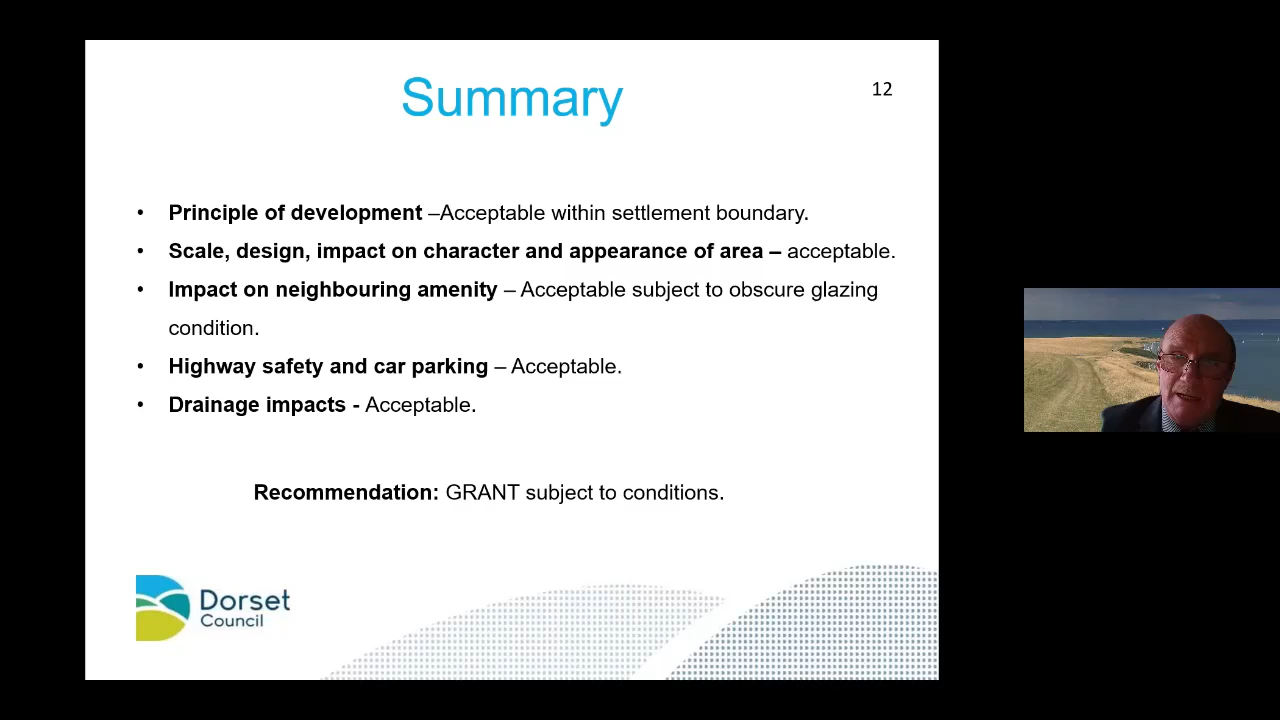 Summary
12
• Principle of development –Acceptable within settlement boundary.
• Scale, design, impact on character and appearance of area – acceptable.
• Impact on neighbouring amenity – Acceptable subject to obscure glazing
condition.
• Highway safety and car parking – Acceptable.
• Drainage impacts - Acceptable.
Recommendation: GRANT subject to conditions.
Dorset
Council